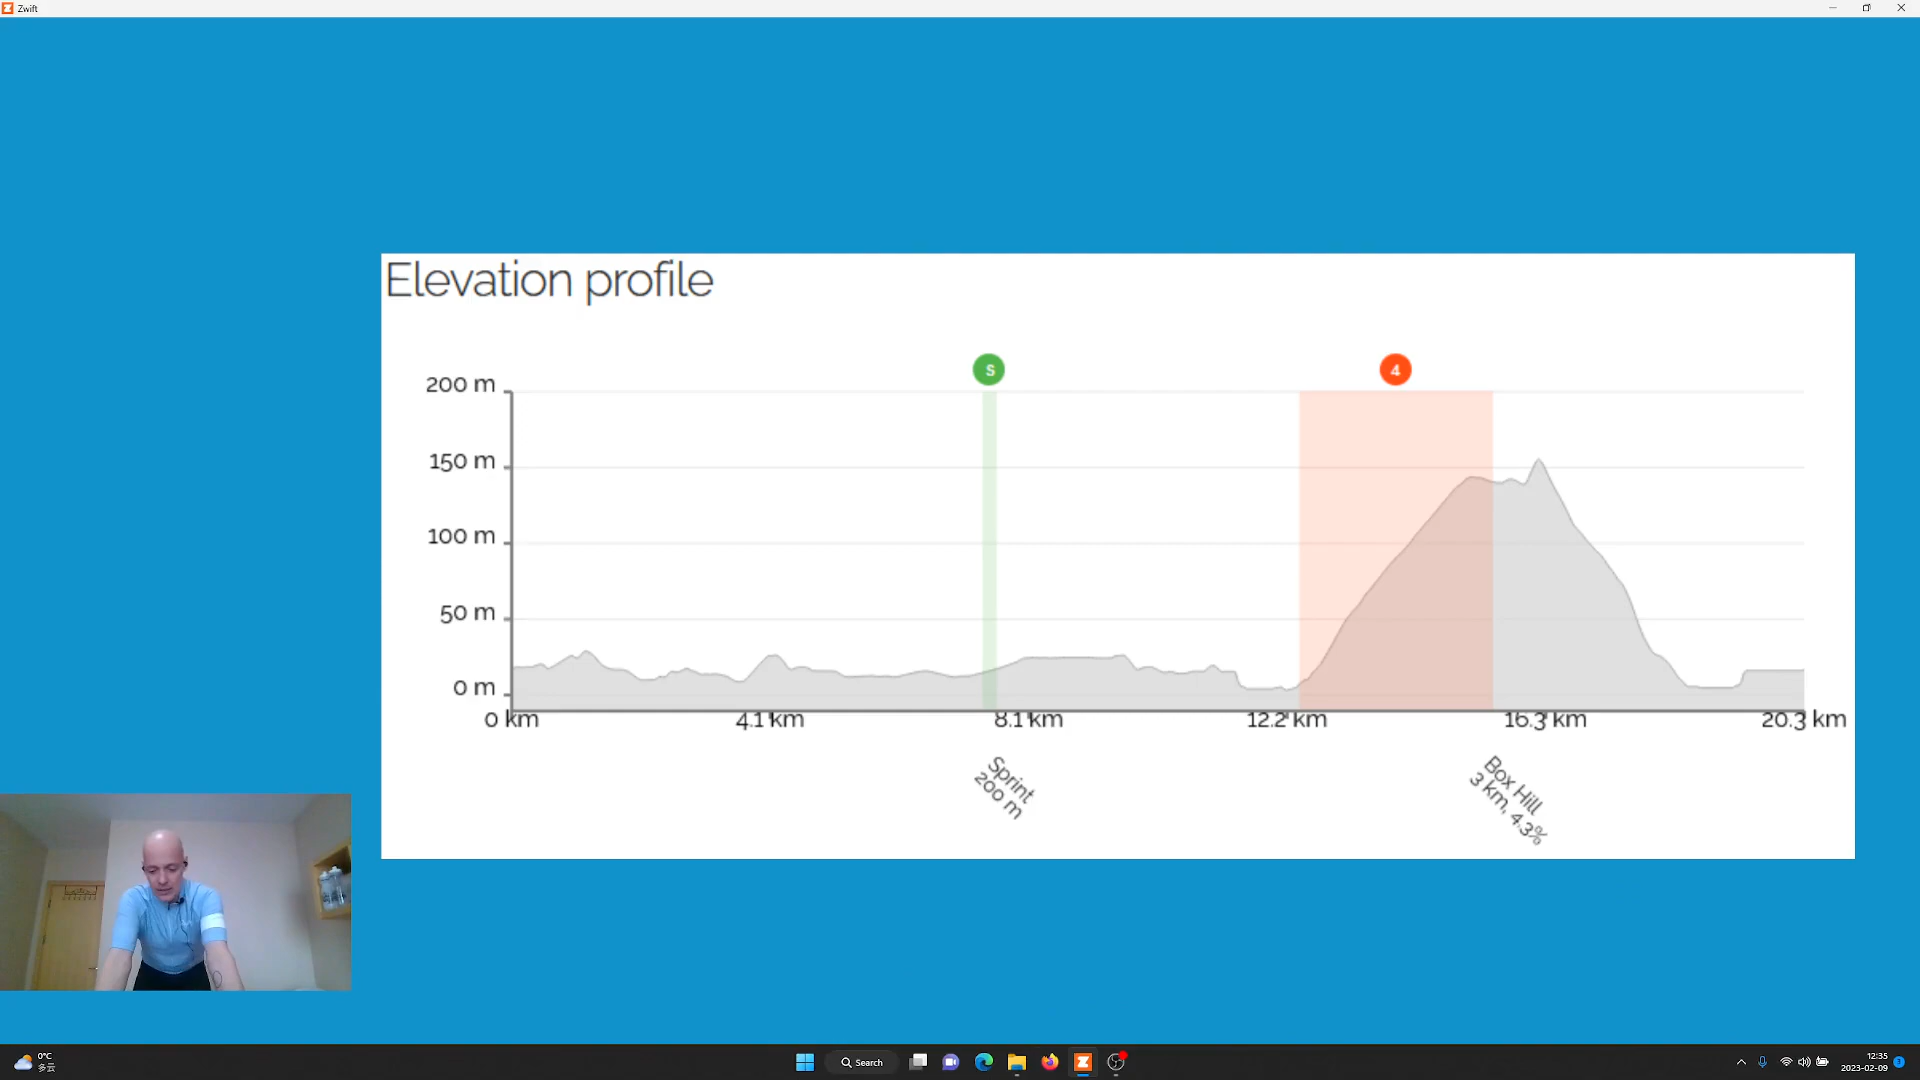 Zwift
Elevation profile
S
4
200 m
150 m
100 m
50 m
0 m
0 km
4.1 km
8.1 km
12.2 km
16.3 km
20.3 km
Sprint
200 m
Box Hill
3 km, 4.3%
0°C
多云
Search
12:35
2023-02-09